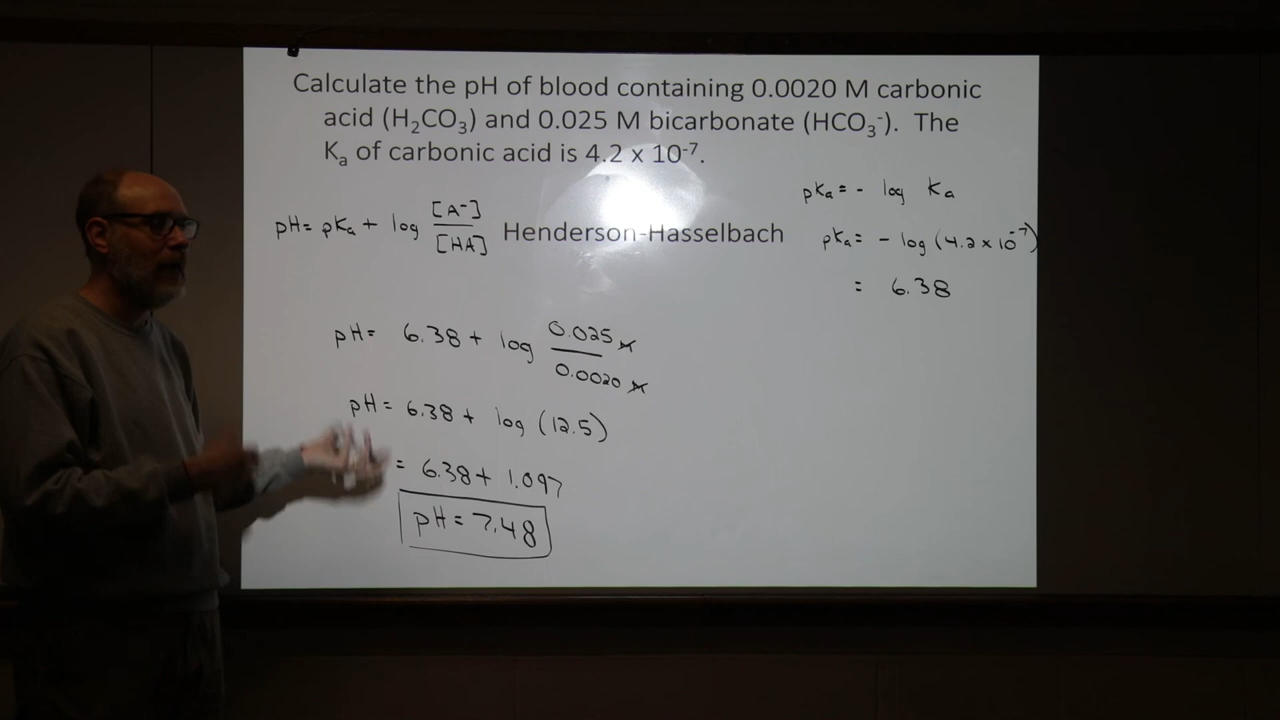 Calculate the pH of blood containing 0.0020 M carbonic
acid (H₂CO₃) and 0.025 M bicarbonate (HCO₃⁻). The
Kₐ of carbonic acid is 4.2 x 10⁻⁷.
pKₐ = - log Kₐ
pH = pKₐ + log [A⁻]/[HA] Henderson-Hasselbach
pKₐ = - log (4.2 x 10⁻⁷)
= 6.38
pH = 6.38 + log 0.025 M/0.0020 M
pH = 6.38 + log (12.5)
= 6.38 + 1.097
pH = 7.48